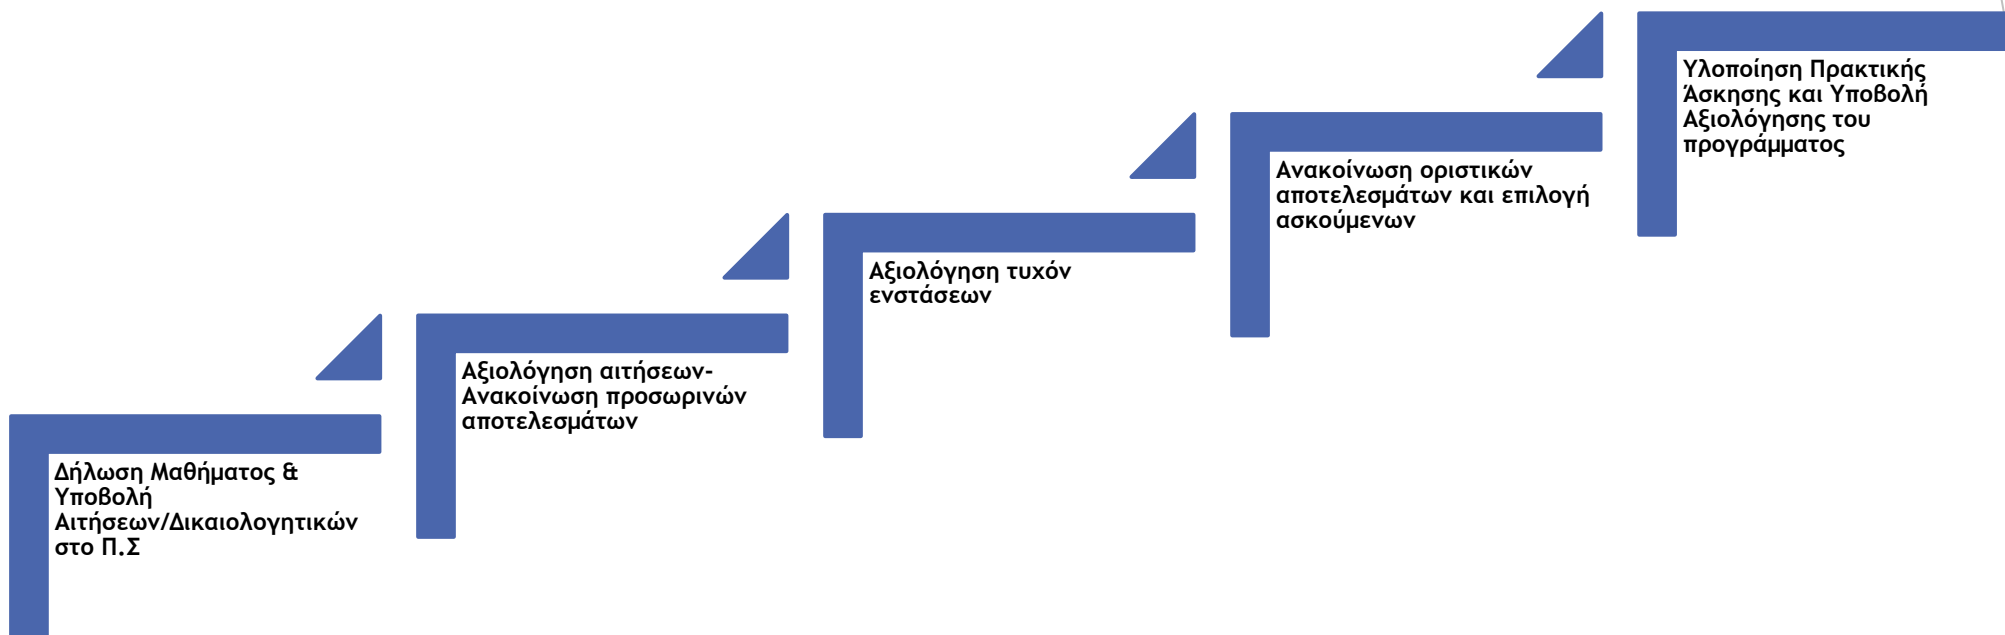 Δήλωση Μαθήματος &
Υποβολή
Αιτήσεων/Δικαιολογητικών
στο Π.Σ
Αξιολόγηση αιτήσεων-
Ανακοίνωση προσωρινών
αποτελεσμάτων
Αξιολόγηση τυχόν
ενστάσεων
Ανακοίνωση οριστικών
αποτελεσμάτων και επιλογή
ασκούμενων
Υλοποίηση Πρακτικής
Άσκησης και Υποβολή
Αξιολόγησης του
προγράμματος